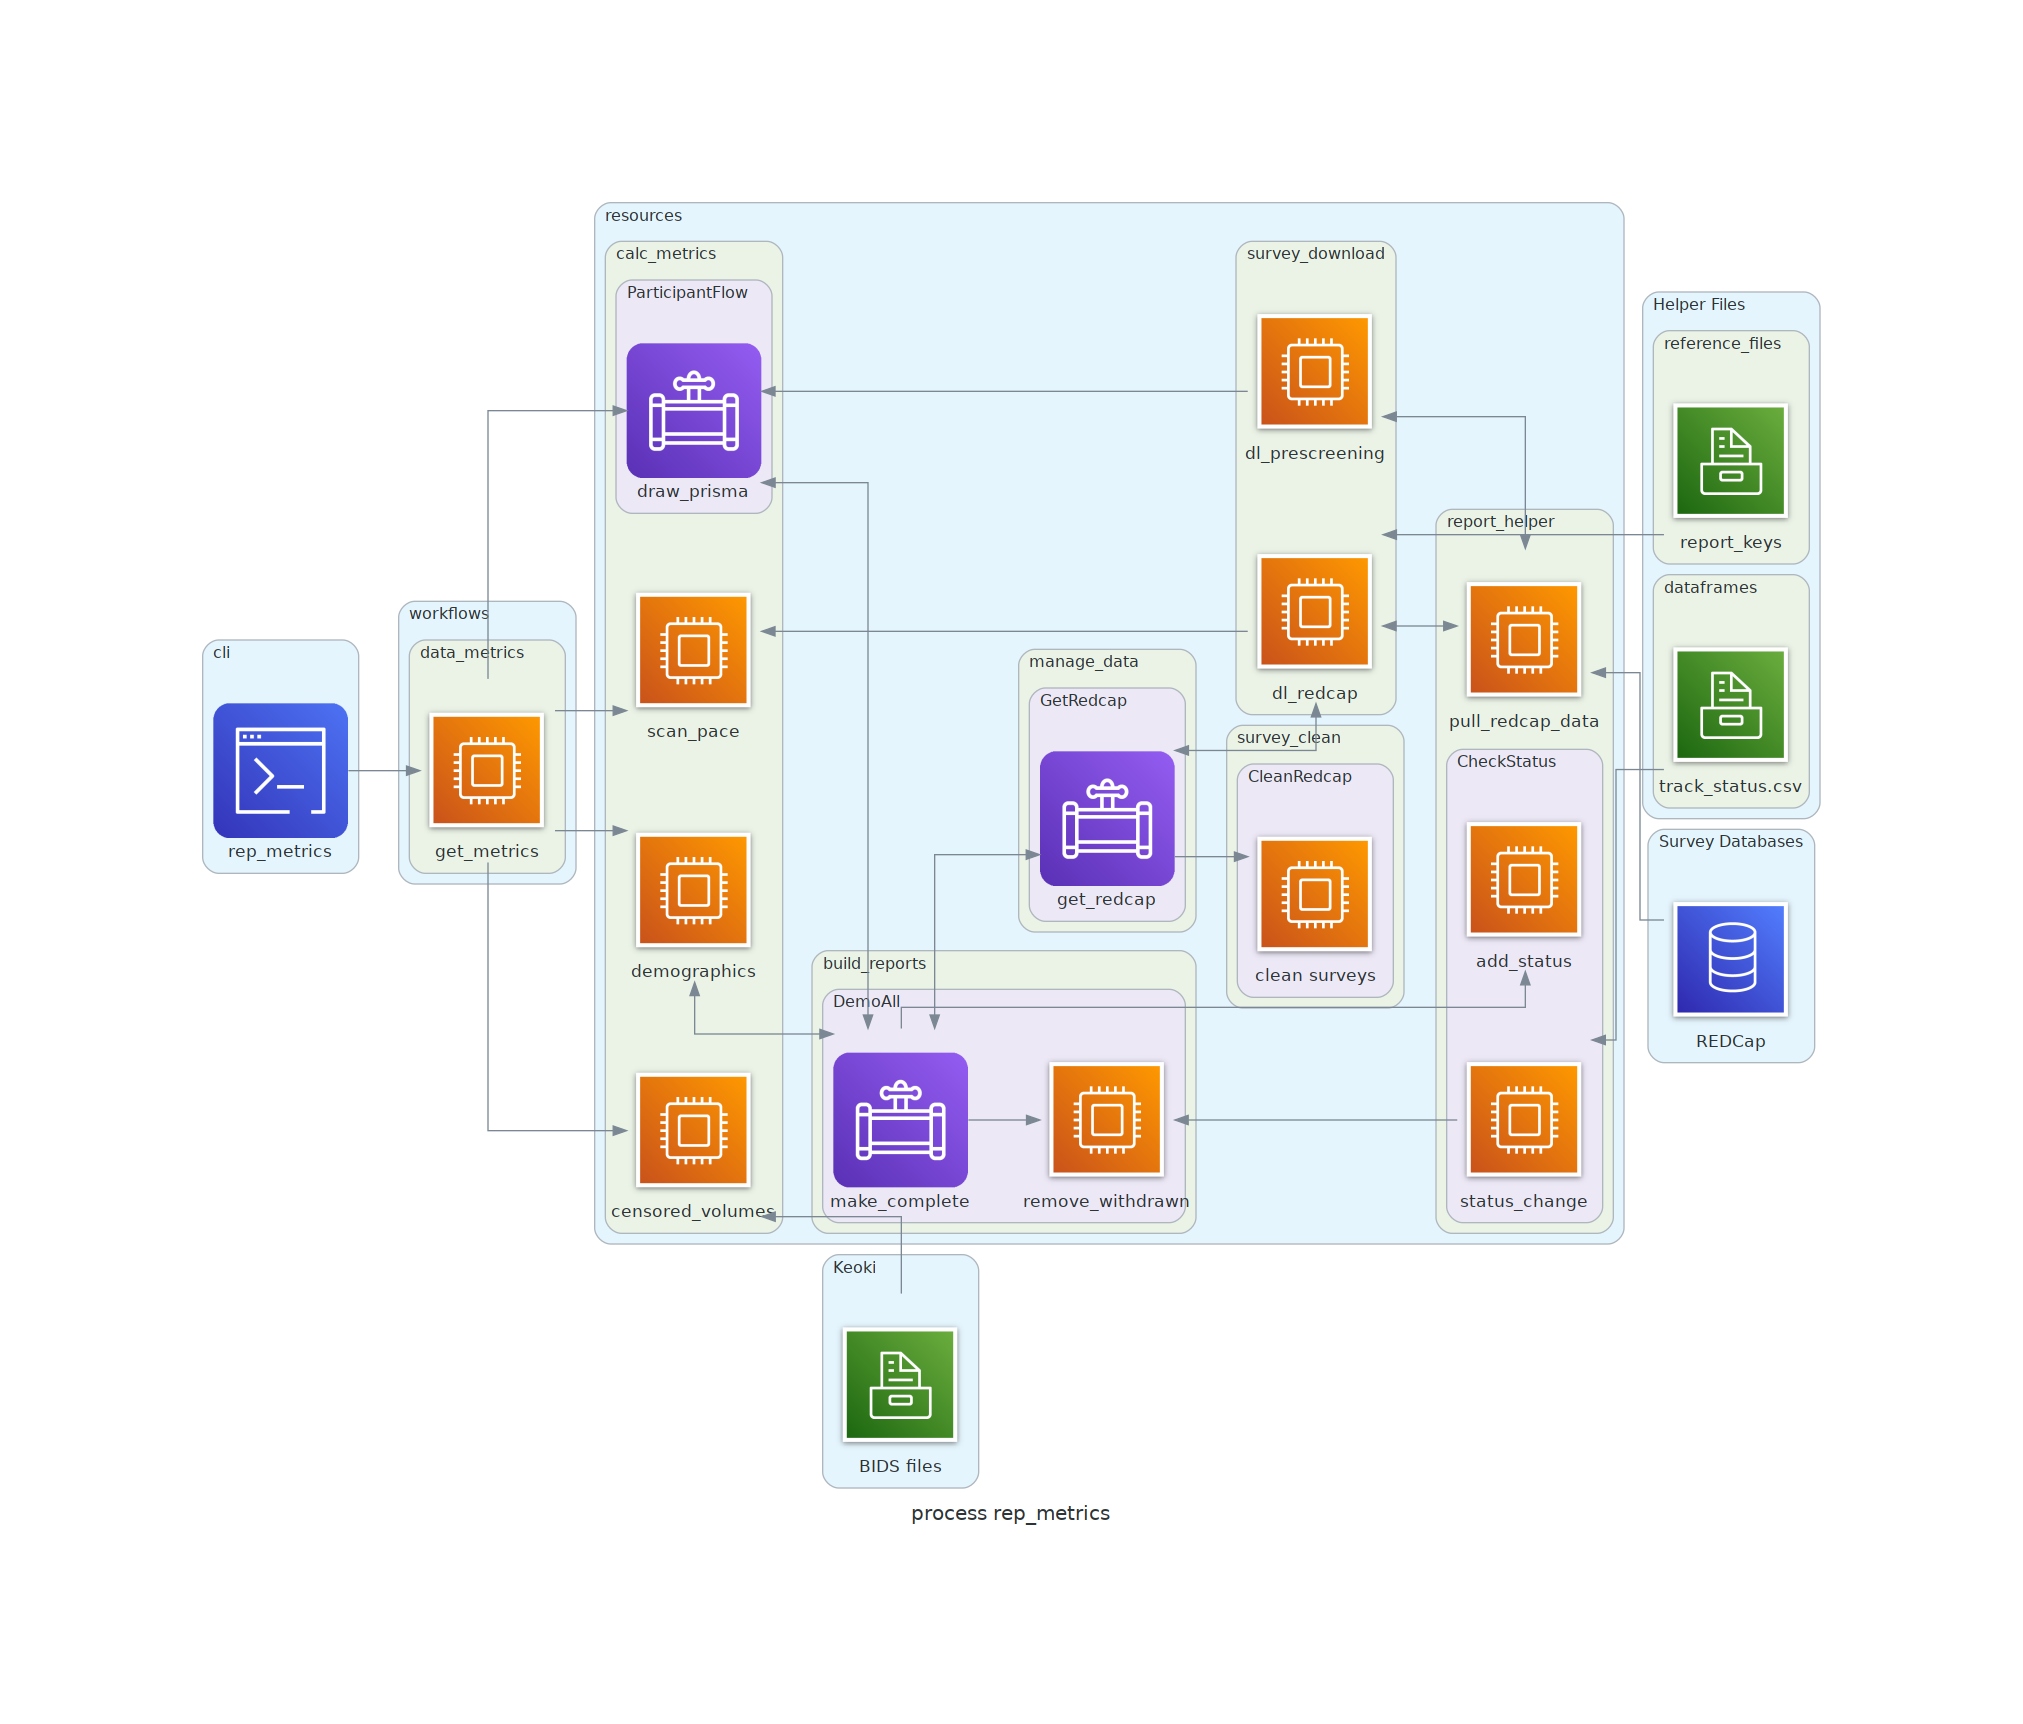 resources
calc_metrics
ParticipantFlow
draw_prisma
scan_pace
demographics
censored_volumes
survey_download
dl_prescreening
dl_redcap
Helper Files
reference_files
report_keys
dataframes
track_status.csv
report_helper
pull_redcap_data
CheckStatus
add_status
status_change
workflows
data_metrics
get_metrics
cli
rep_metrics
manage_data
GetRedcap
get_redcap
survey_clean
CleanRedcap
clean surveys
Survey Databases
REDCap
build_reports
DemoAll
make_complete
remove_withdrawn
Keoki
BIDS files
process rep_metrics